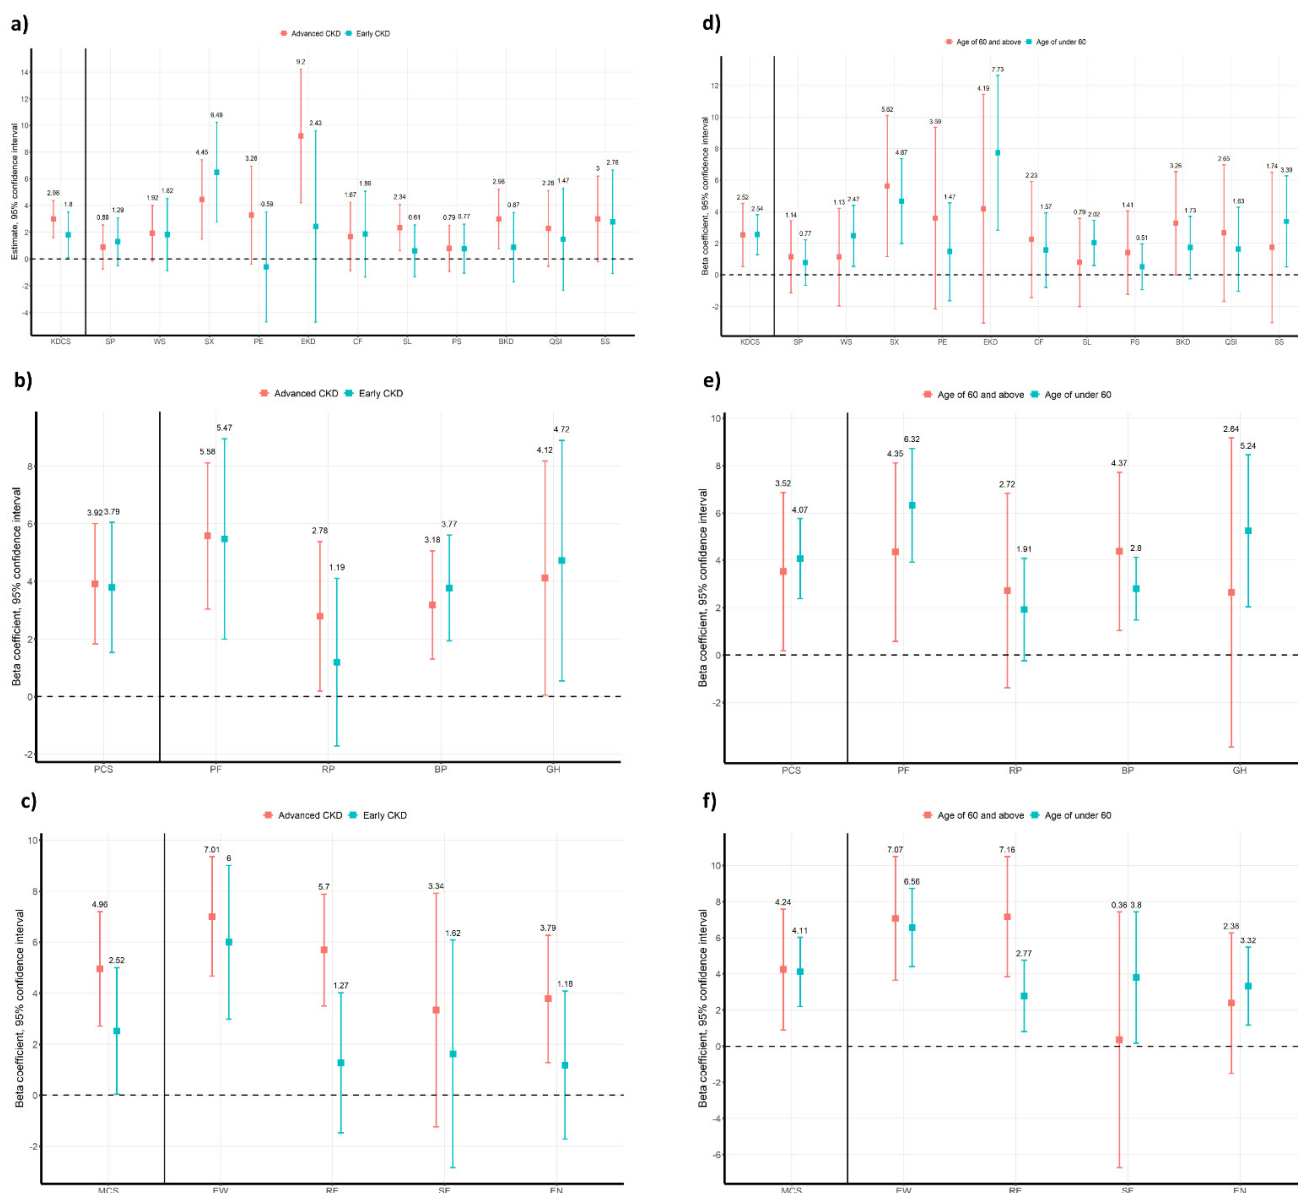 a)
Advanced CKD Early CKD
Estimate, 95% confidence interval
14
12
10
8
6
4
2
0
-2
-4
2.98 1.8 0.89 1.29 1.92 1.82 4.45 6.49 3.28 -0.59 9.2 2.43 1.67 1.86 2.34 0.61 0.79 0.77 2.98 0.87 2.28 1.47 3 2.78
KDCS SP WS SX PE EKD CF SL PS BKD QSI SS
b)
Advanced CKD Early CKD
Beta coefficient, 95% confidence interval
8
6
4
2
0
-2
3.92 3.79 5.58 5.47 2.78 1.19 3.18 3.77 4.12 4.72
PCS PF RP BP GH
c)
Advanced CKD Early CKD
Beta coefficient, 95% confidence interval
10
8
6
4
2
0
-2
4.96 2.52 7.01 6 5.7 1.27 3.34 1.62 3.79 1.18
MCS EW RE SF EN
d)
Age of 60 and above Age of under 60
Beta coefficient, 95% confidence interval
12
10
8
6
4
2
0
-2
2.52 2.54 1.14 0.77 1.13 2.47 5.62 4.67 3.59 1.47 4.19 7.73 2.23 1.57 0.79 2.02 1.41 0.51 3.26 1.73 2.65 1.63 1.74 3.39
KDCS SP WS SX PE EKD CF SL PS BKD QSI SS
e)
Age of 60 and above Age of under 60
Beta coefficient, 95% confidence interval
10
8
6
4
2
0
-2
3.52 4.07 4.35 6.32 2.72 1.91 4.37 2.8 2.64 5.24
PCS PF RP BP GH
f)
Age of 60 and above Age of under 60
Beta coefficient, 95% confidence interval
10
8
6
4
2
0
-2
-4
-6
4.24 4.11 7.07 6.56 7.16 2.77 0.36 3.8 2.38 3.32
MCS EW RE SF EN